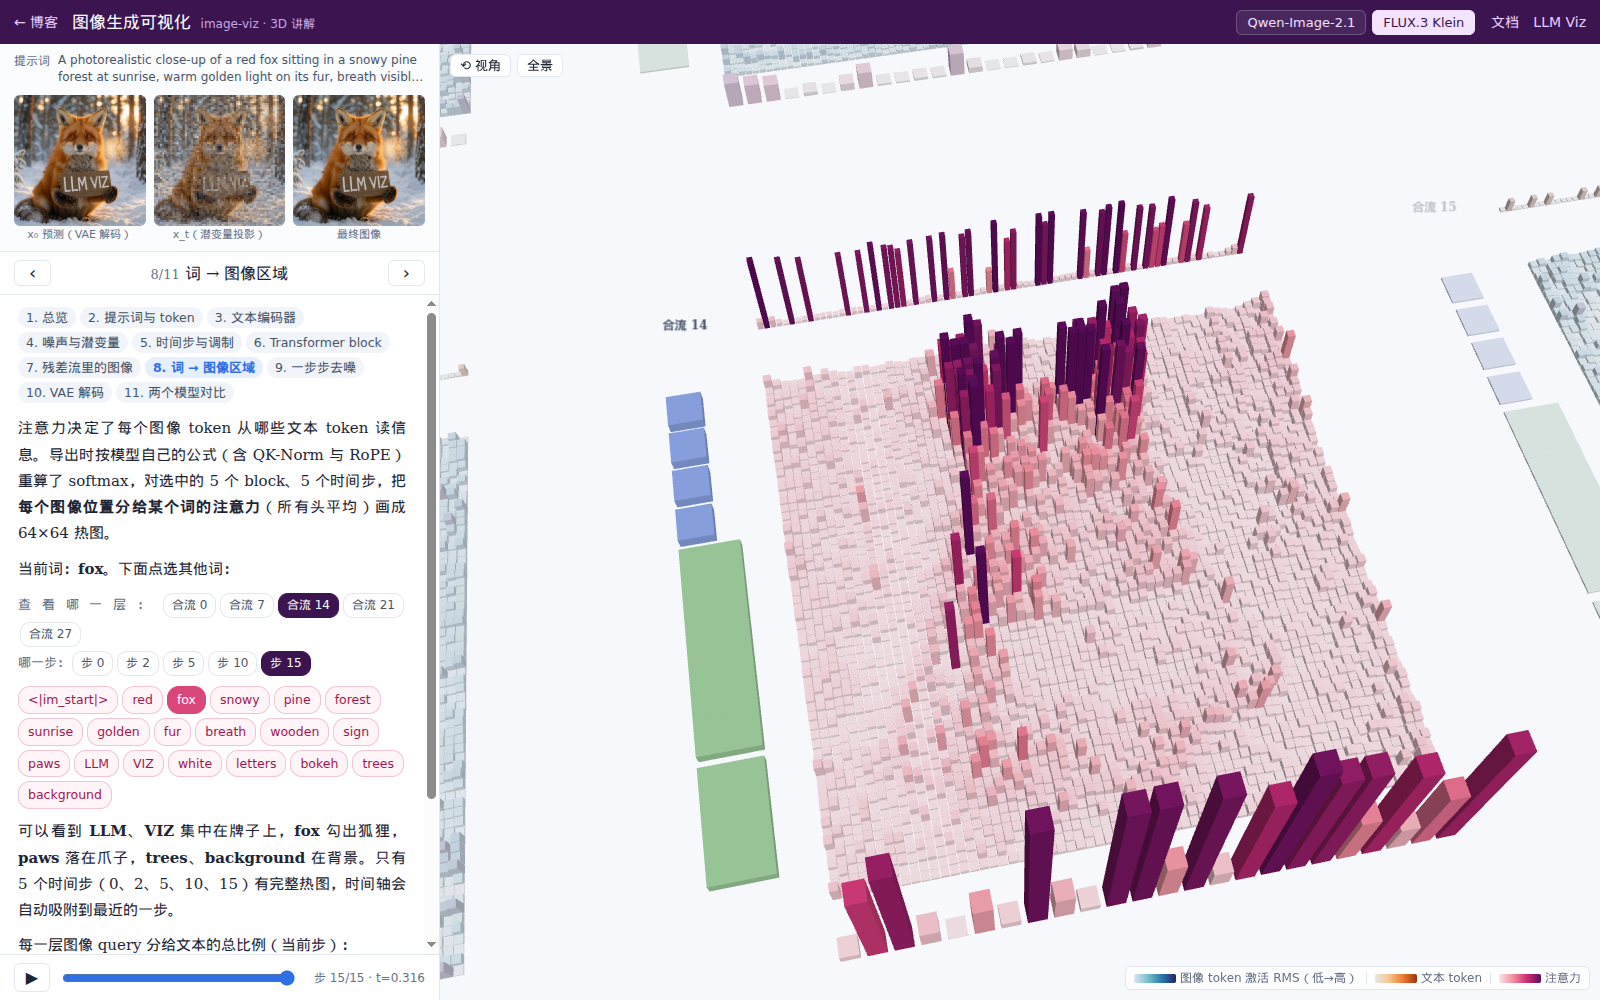 ← 博客 图像生成可视化 image-viz · 3D 讲解 Qwen-Image-2.1 FLUX.3 Klein 文档 LLM Viz
提示词 A photorealistic close-up of a red fox sitting in a snowy pine
forest at sunrise, warm golden light on its fur, breath visibl...
LLM VIZ LLM VIZ LLM VIZ
x₀ 预测（VAE 解码） x_t（潜变量投影） 最终图像
‹ 8/11 词 → 图像区域 ›
1. 总览 2. 提示词与 token 3. 文本编码器
4. 噪声与潜变量 5. 时间步与调制 6. Transformer block
7. 残差流里的图像 8. 词 → 图像区域 9. 一步步去噪
10. VAE 解码 11. 两个模型对比
注意力决定了每个图像 token 从哪些文本 token 读信
息。导出时按模型自己的公式（含 QK-Norm 与 RoPE）
重算了 softmax，对选中的 5 个 block、5 个时间步，把
每个图像位置分给某个词的注意力（所有头平均）画成
64×64 热图。
当前词：fox。下面点选其他词：
查看哪一层： 合流 0 合流 7 合流 14 合流 21
合流 27
哪一步： 步 0 步 2 步 5 步 10 步 15
<|im_start|> red fox snowy pine forest
sunrise golden fur breath wooden sign
paws LLM VIZ white letters bokeh trees
background
可以看到 LLM、VIZ 集中在牌子上，fox 勾出狐狸，
paws 落在爪子，trees、background 在背景。只有
5 个时间步（0、2、5、10、15）有完整热图，时间轴会
自动吸附到最近的一步。
每一层图像 query 分给文本的总比例（当前步）：
▶ 步 15/15 · t=0.316
⟲ 视角 全景
合流 14
合流 15
图像 token 激活 RMS（低→高） 文本 token 注意力